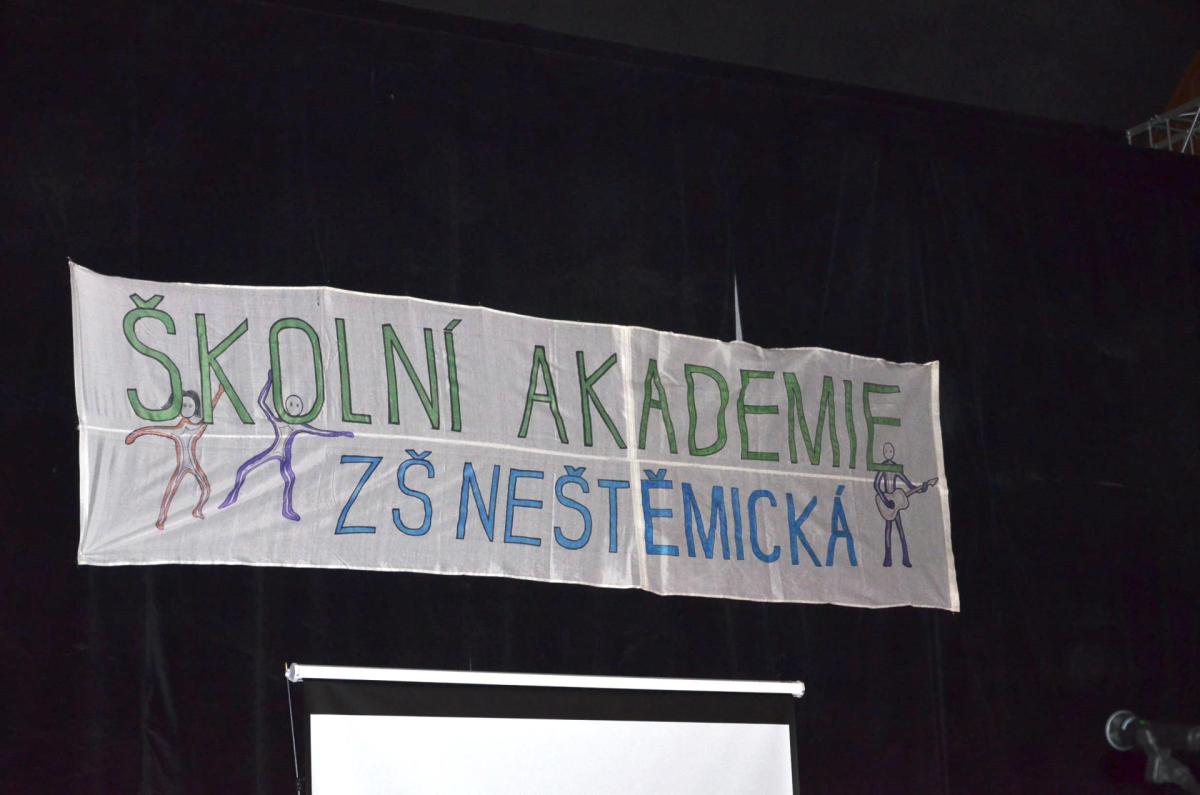 ŠKOLNÍ AKADEMIE
ZŠ NEŠTĚMICKÁ